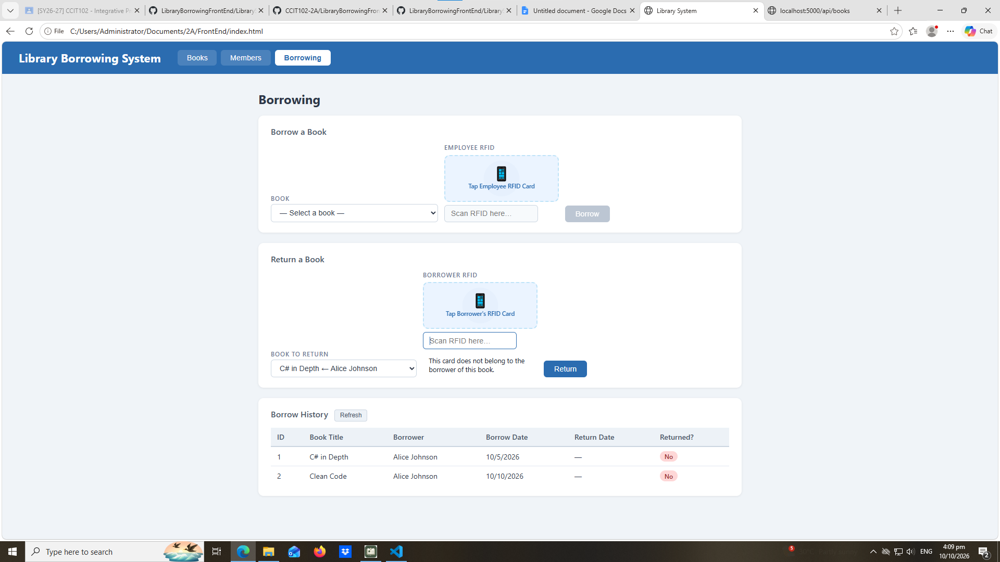 [SY26-27] CCIT102 - Integrative Pr
LibraryBorrowingFrontEnd/Library
CCIT102-2A/LibraryBorrowingFron
LibraryBorrowingFrontEnd/Library
Untitled document - Google Docs
Library System
localhost:5000/api/books
File
C:/Users/Administrator/Documents/2A/FrontEnd/index.html
Chat
Library Borrowing System
Books
Members
Borrowing
Borrowing
Borrow a Book
EMPLOYEE RFID
Tap Employee RFID Card
BOOK
— Select a book —
Scan RFID here...
Borrow
Return a Book
BORROWER RFID
Tap Borrower's RFID Card
Scan RFID here...
BOOK TO RETURN
C# in Depth ← Alice Johnson
This card does not belong to the
borrower of this book.
Return
Borrow History
Refresh
ID Book Title Borrower Borrow Date Return Date Returned?
1 C# in Depth Alice Johnson 10/5/2026 — No
2 Clean Code Alice Johnson 10/10/2026 — No
Type here to search
5
30°C Partly sunny
ENG
4:09 pm
10/10/2026
2